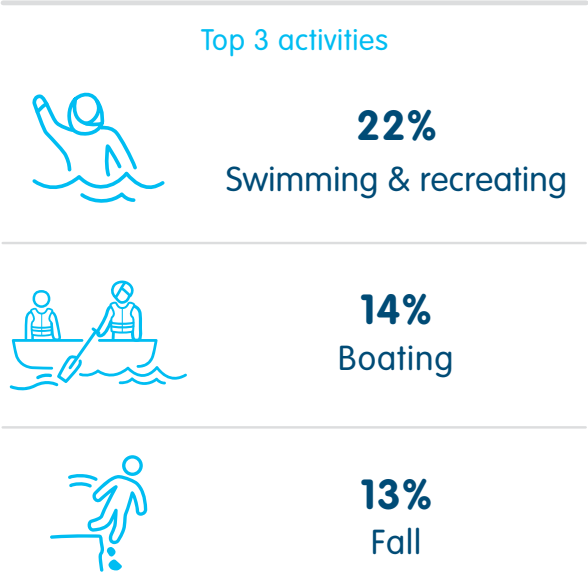 Top 3 activities
22%
Swimming & recreating
14%
Boating
13%
Fall